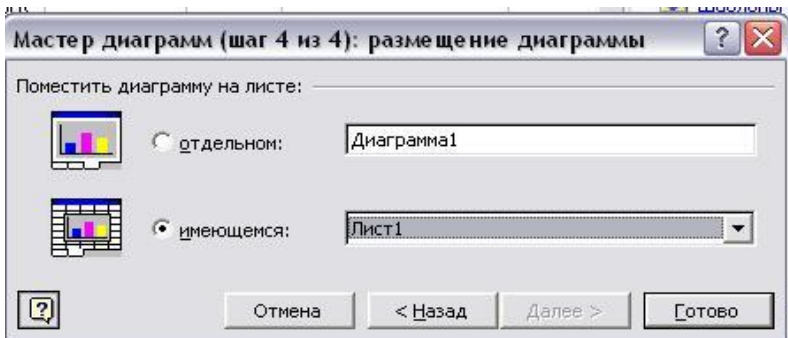 Мастер диаграмм (шаг 4 из 4): размещение диаграммы
Поместить диаграмму на листе:
отдельном: Диаграмма1
имеющемся: Лист1
Отмена < Назад Далее > Готово